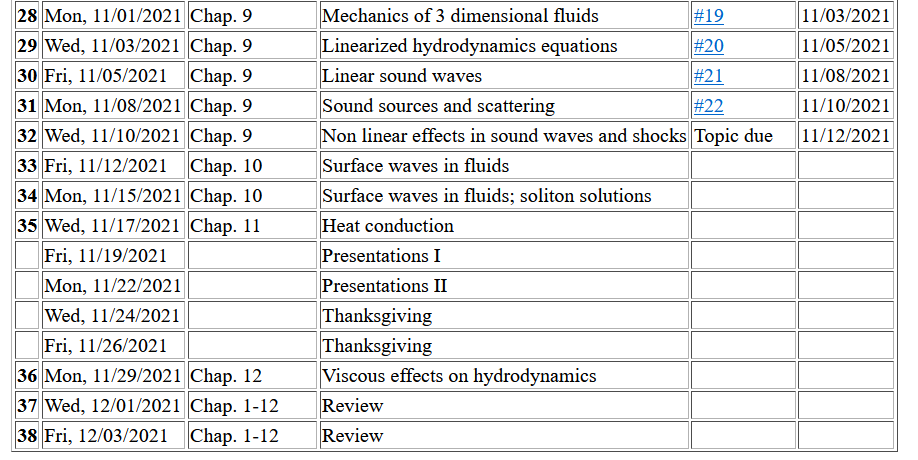 28 Mon, 11/01/2021 Chap. 9 Mechanics of 3 dimensional fluids #19 11/03/2021
29 Wed, 11/03/2021 Chap. 9 Linearized hydrodynamics equations #20 11/05/2021
30 Fri, 11/05/2021 Chap. 9 Linear sound waves #21 11/08/2021
31 Mon, 11/08/2021 Chap. 9 Sound sources and scattering #22 11/10/2021
32 Wed, 11/10/2021 Chap. 9 Non linear effects in sound waves and shocks Topic due 11/12/2021
33 Fri, 11/12/2021 Chap. 10 Surface waves in fluids
34 Mon, 11/15/2021 Chap. 10 Surface waves in fluids; soliton solutions
35 Wed, 11/17/2021 Chap. 11 Heat conduction
Fri, 11/19/2021 Presentations I
Mon, 11/22/2021 Presentations II
Wed, 11/24/2021 Thanksgiving
Fri, 11/26/2021 Thanksgiving
36 Mon, 11/29/2021 Chap. 12 Viscous effects on hydrodynamics
37 Wed, 12/01/2021 Chap. 1-12 Review
38 Fri, 12/03/2021 Chap. 1-12 Review